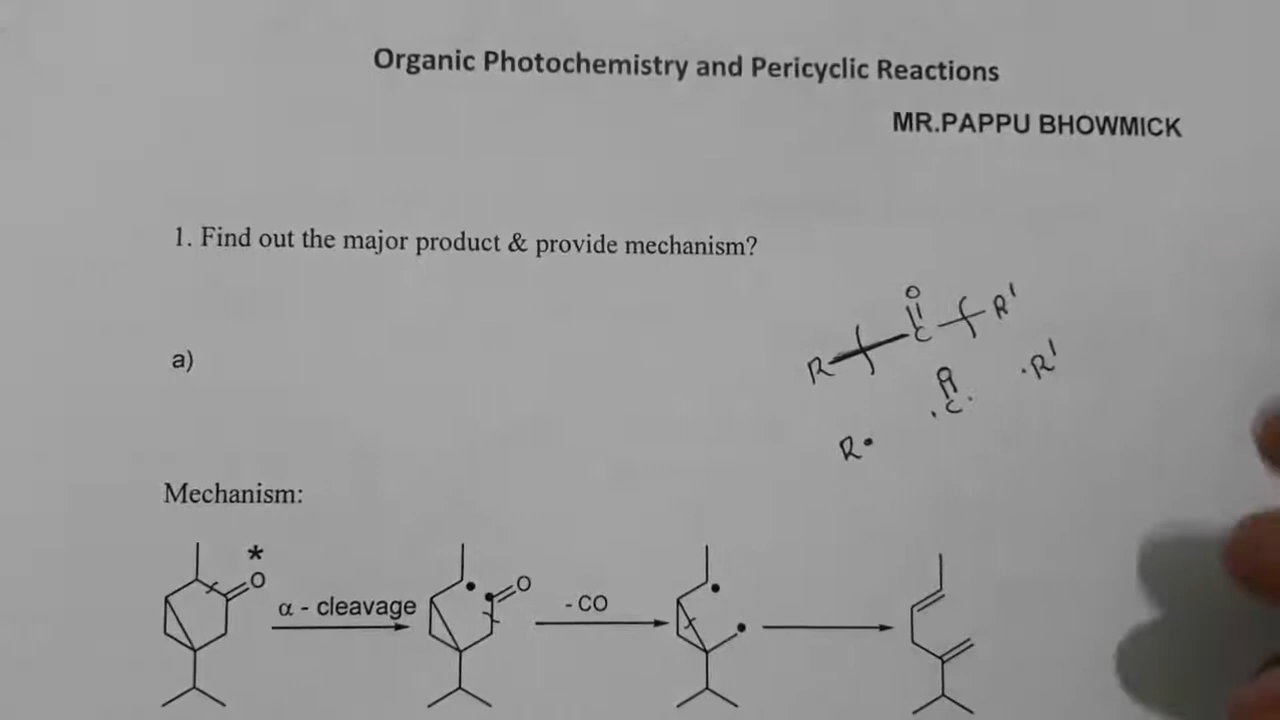 Organic Photochemistry and Pericyclic Reactions
MR.PAPPU BHOWMICK
1. Find out the major product & provide mechanism?
O
R C R'
a)
O
.C. .R'
R•
Mechanism:
*
O
α - cleavage
O
- CO